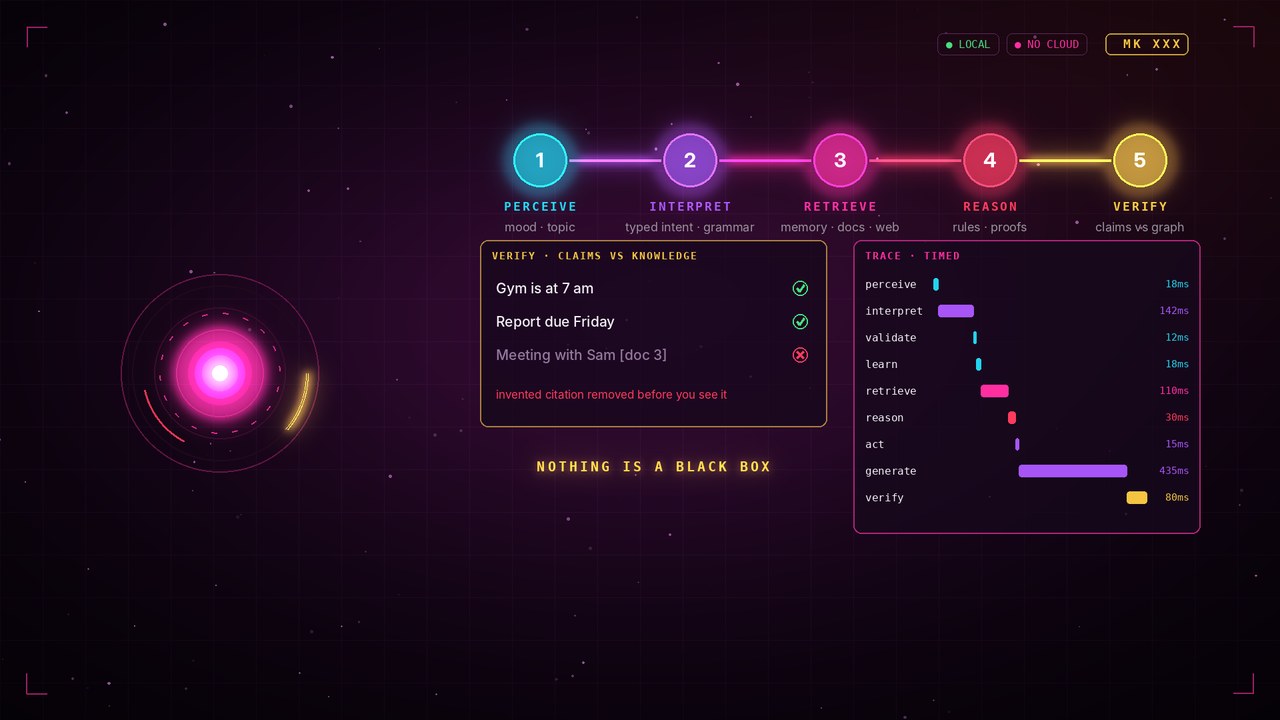 LOCAL
NO CLOUD
MK XXX
1
2
3
4
5
PERCEIVE
INTERPRET
RETRIEVE
REASON
VERIFY
mood · topic
typed intent · grammar
memory · docs · web
rules · proofs
claims vs graph
VERIFY · CLAIMS VS KNOWLEDGE
Gym is at 7 am
Report due Friday
Meeting with Sam [doc 3]
invented citation removed before you see it
NOTHING IS A BLACK BOX
TRACE · TIMED
perceive 18ms
interpret 142ms
validate 12ms
learn 18ms
retrieve 110ms
reason 30ms
act 15ms
generate 435ms
verify 80ms